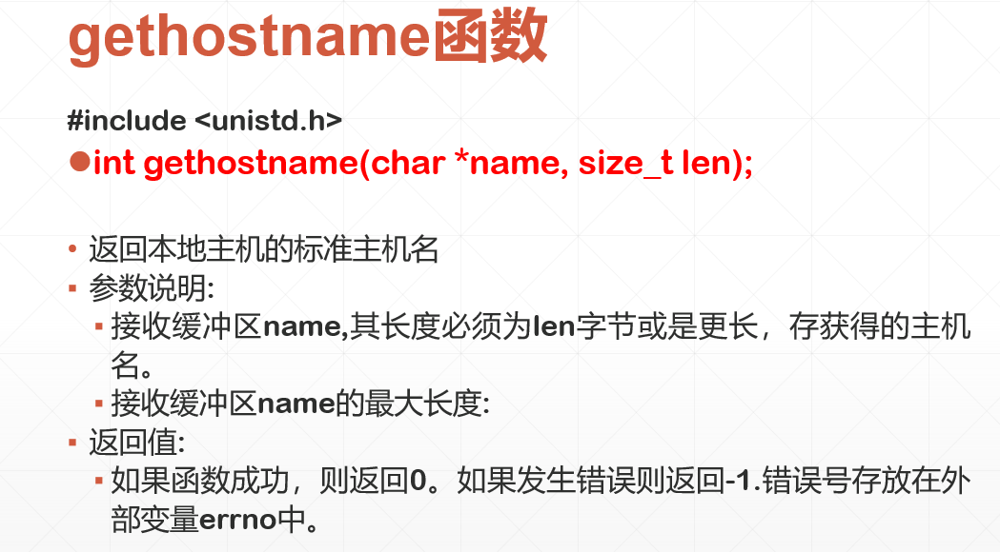 gethostname函数
#include <unistd.h>
●int gethostname(char *name, size_t len);
• 返回本地主机的标准主机名
▪ 参数说明:
▪ 接收缓冲区name,其长度必须为len字节或是更长，存获得的主机
名。
▪ 接收缓冲区name的最大长度:
▪ 返回值:
▪ 如果函数成功，则返回0。如果发生错误则返回-1.错误号存放在外
部变量errno中。